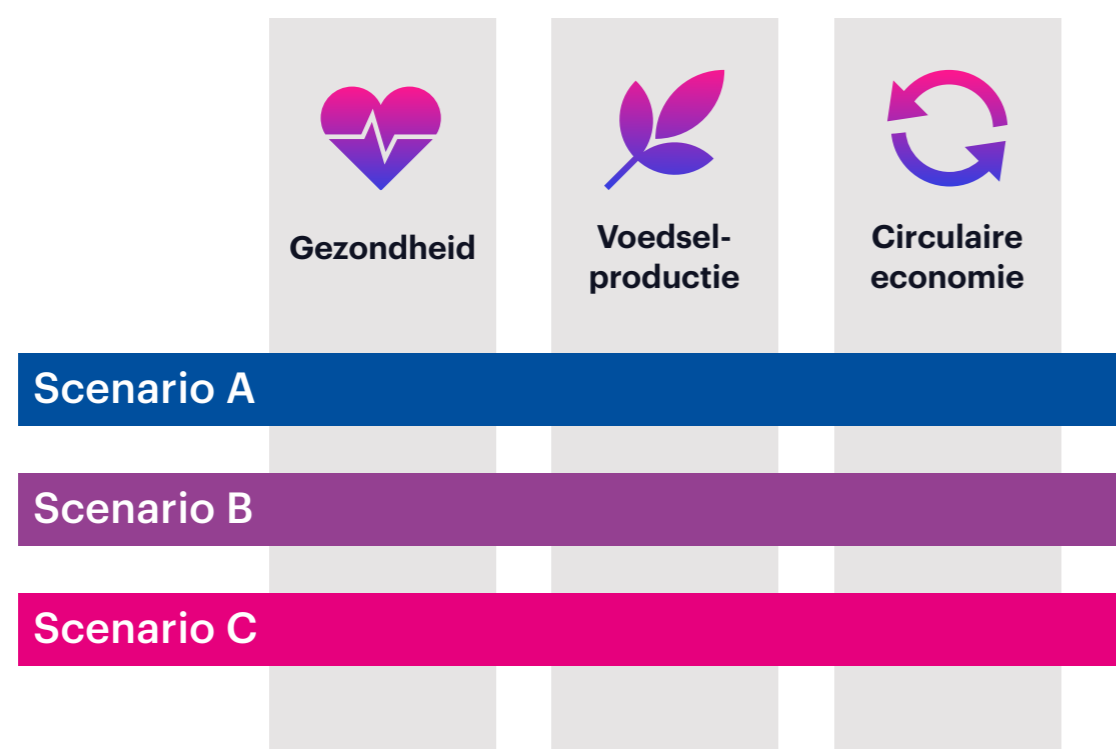 Gezondheid
Voedsel-
productie
Circulaire
economie
Scenario A
Scenario B
Scenario C